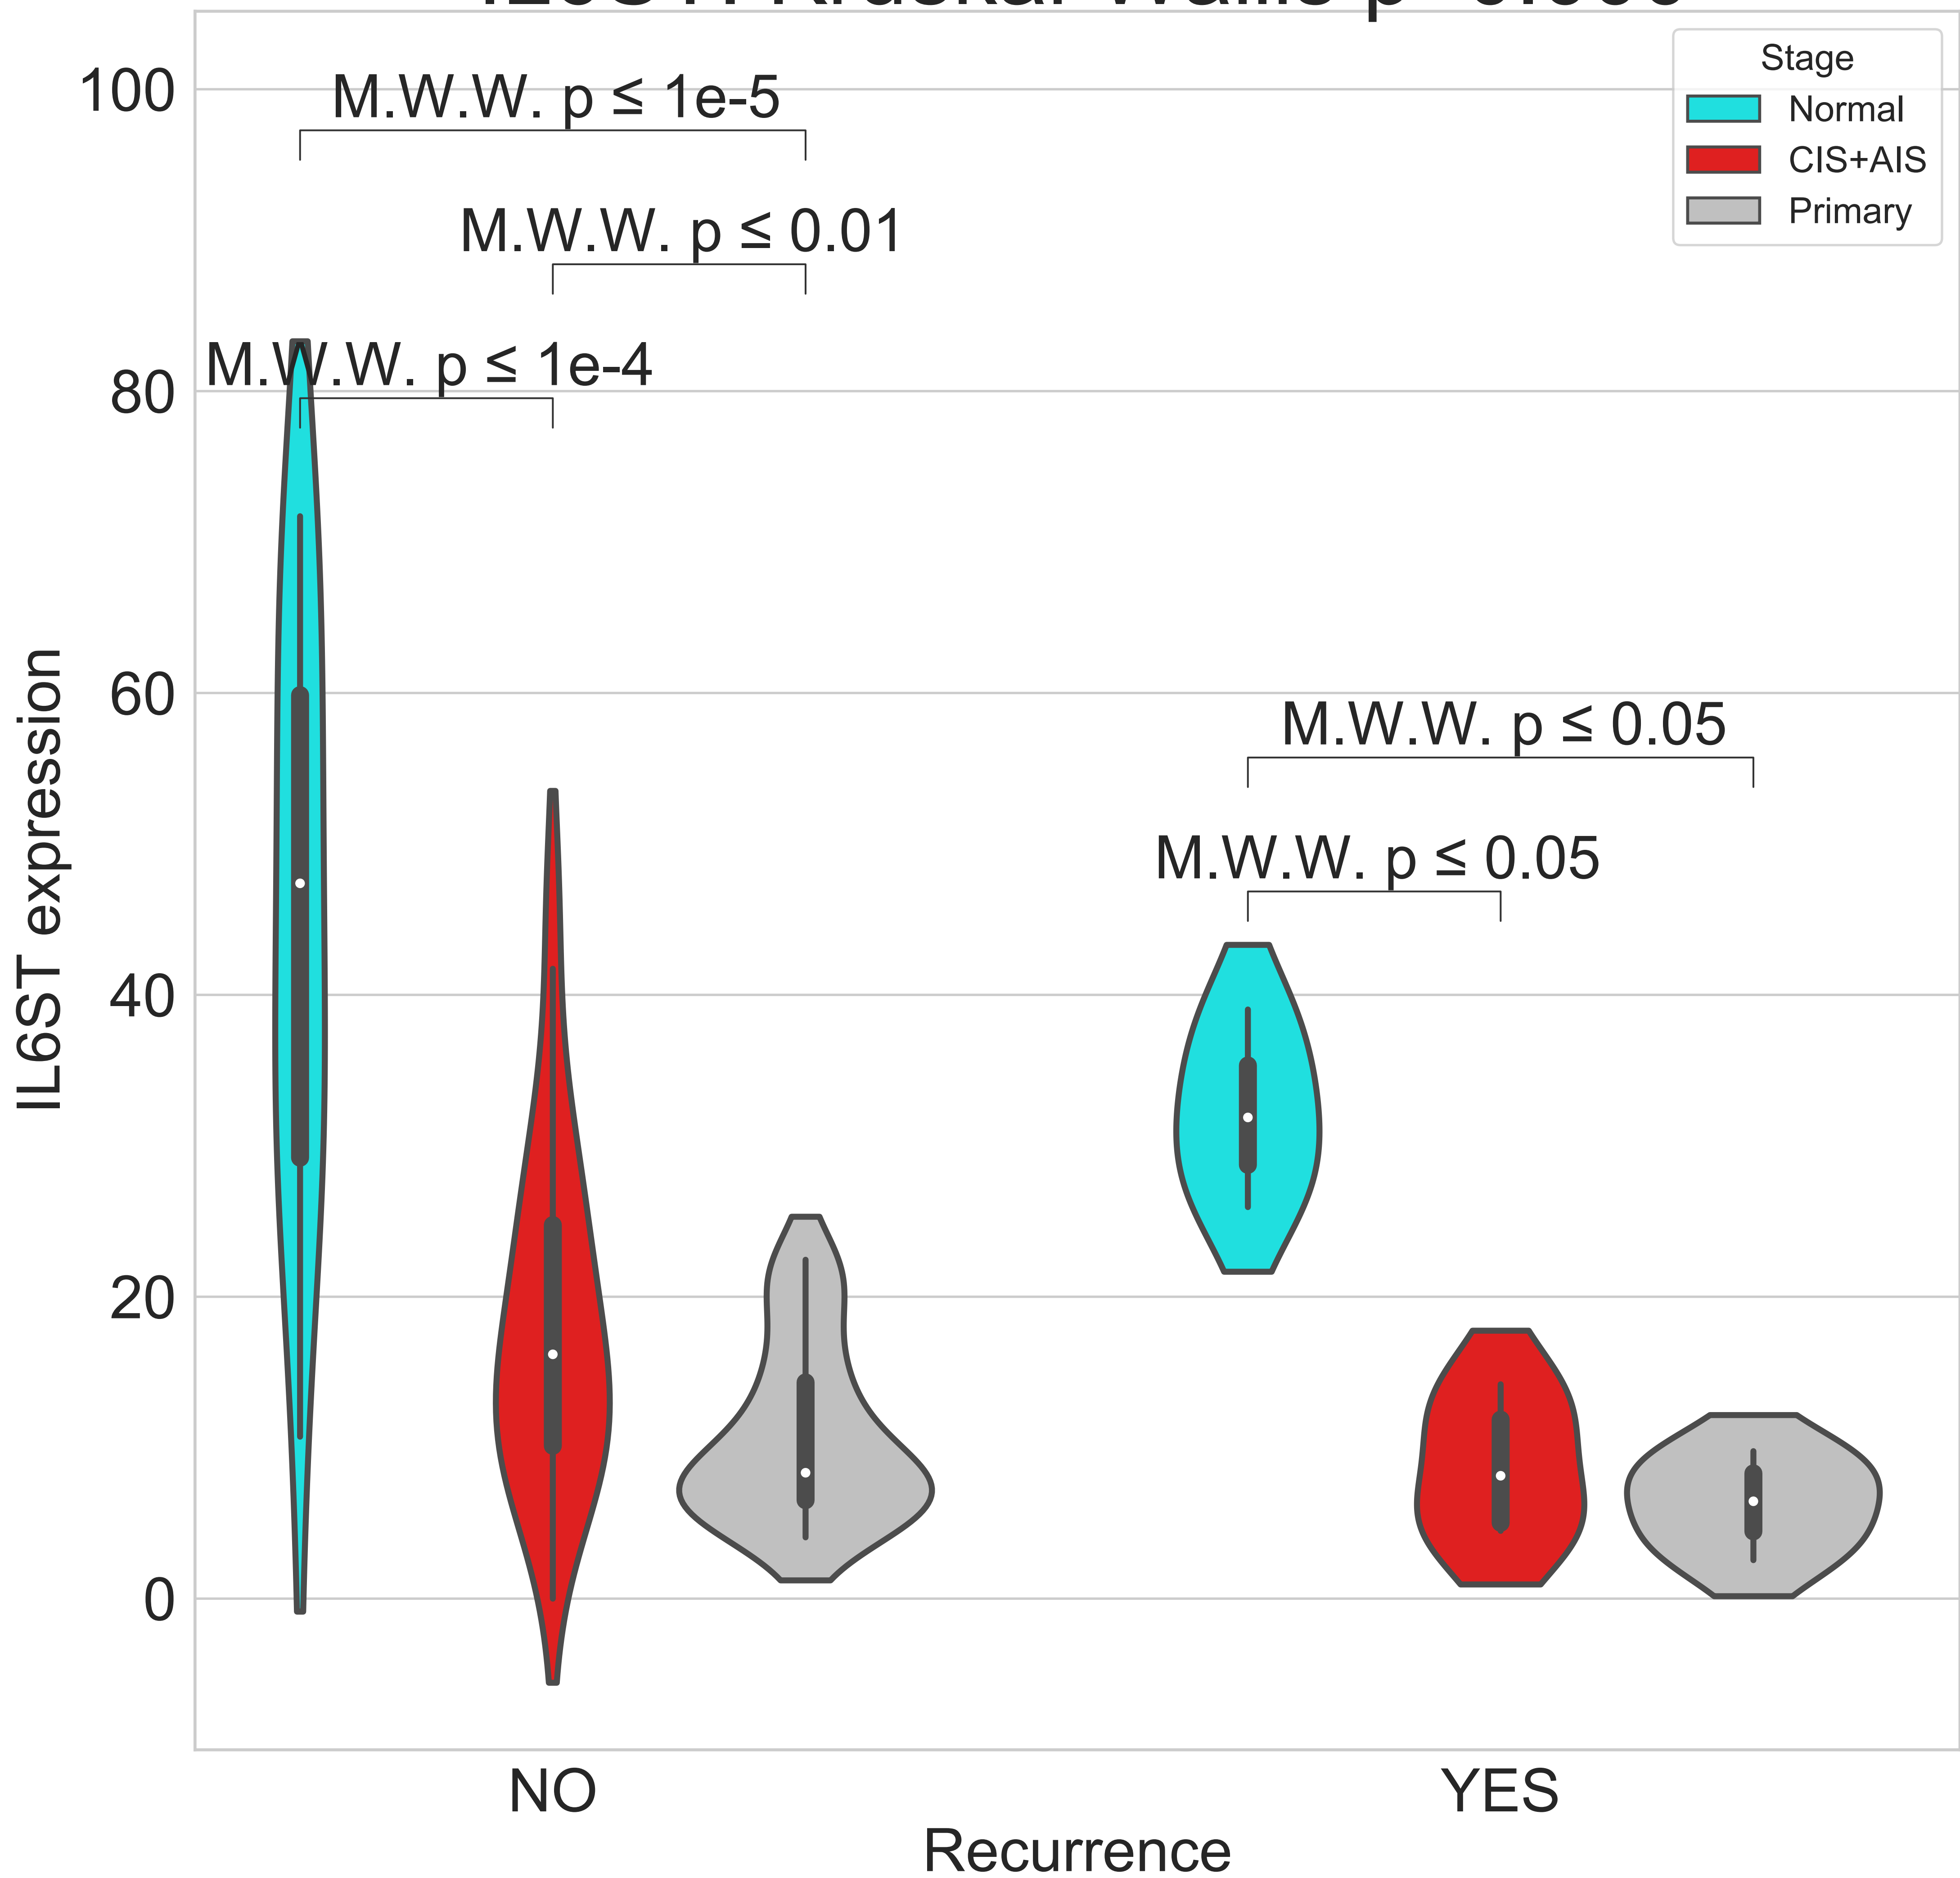 Stage
Normal
CIS+AIS
Primary
100
80
60
40
20
0
IL6ST expression
M.W.W. p ≤ 1e-5
M.W.W. p ≤ 0.01
M.W.W. p ≤ 1e-4
M.W.W. p ≤ 0.05
M.W.W. p ≤ 0.05
NO
YES
Recurrence